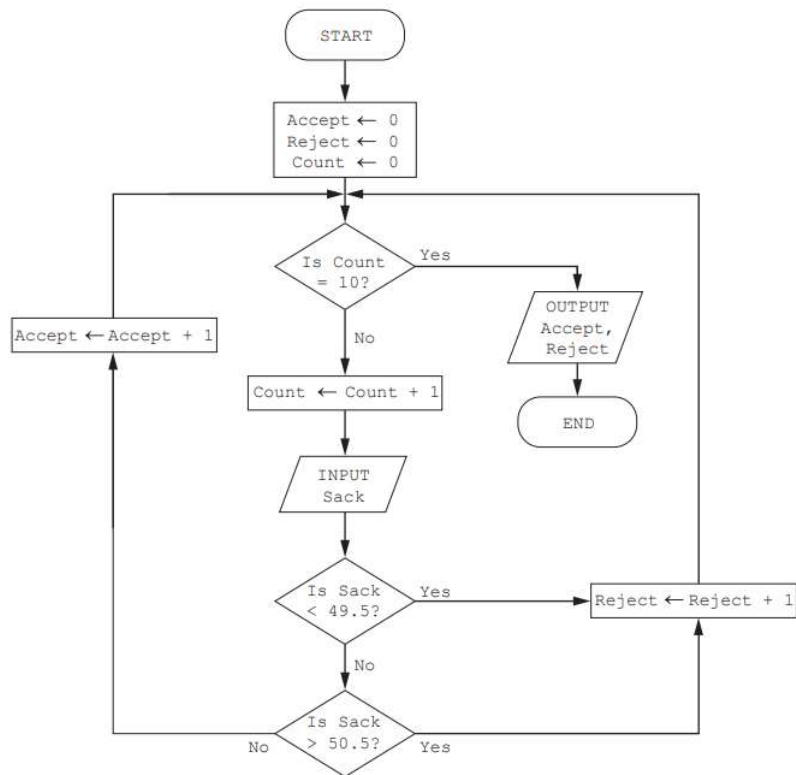 START
Accept ← 0
Reject ← 0
Count ← 0
Is Count
= 10?
Yes
No
OUTPUT
Accept,
Reject
END
Accept ← Accept + 1
Count ← Count + 1
INPUT
Sack
Is Sack
< 49.5?
Yes
No
Reject ← Reject + 1
Is Sack
> 50.5?
No
Yes